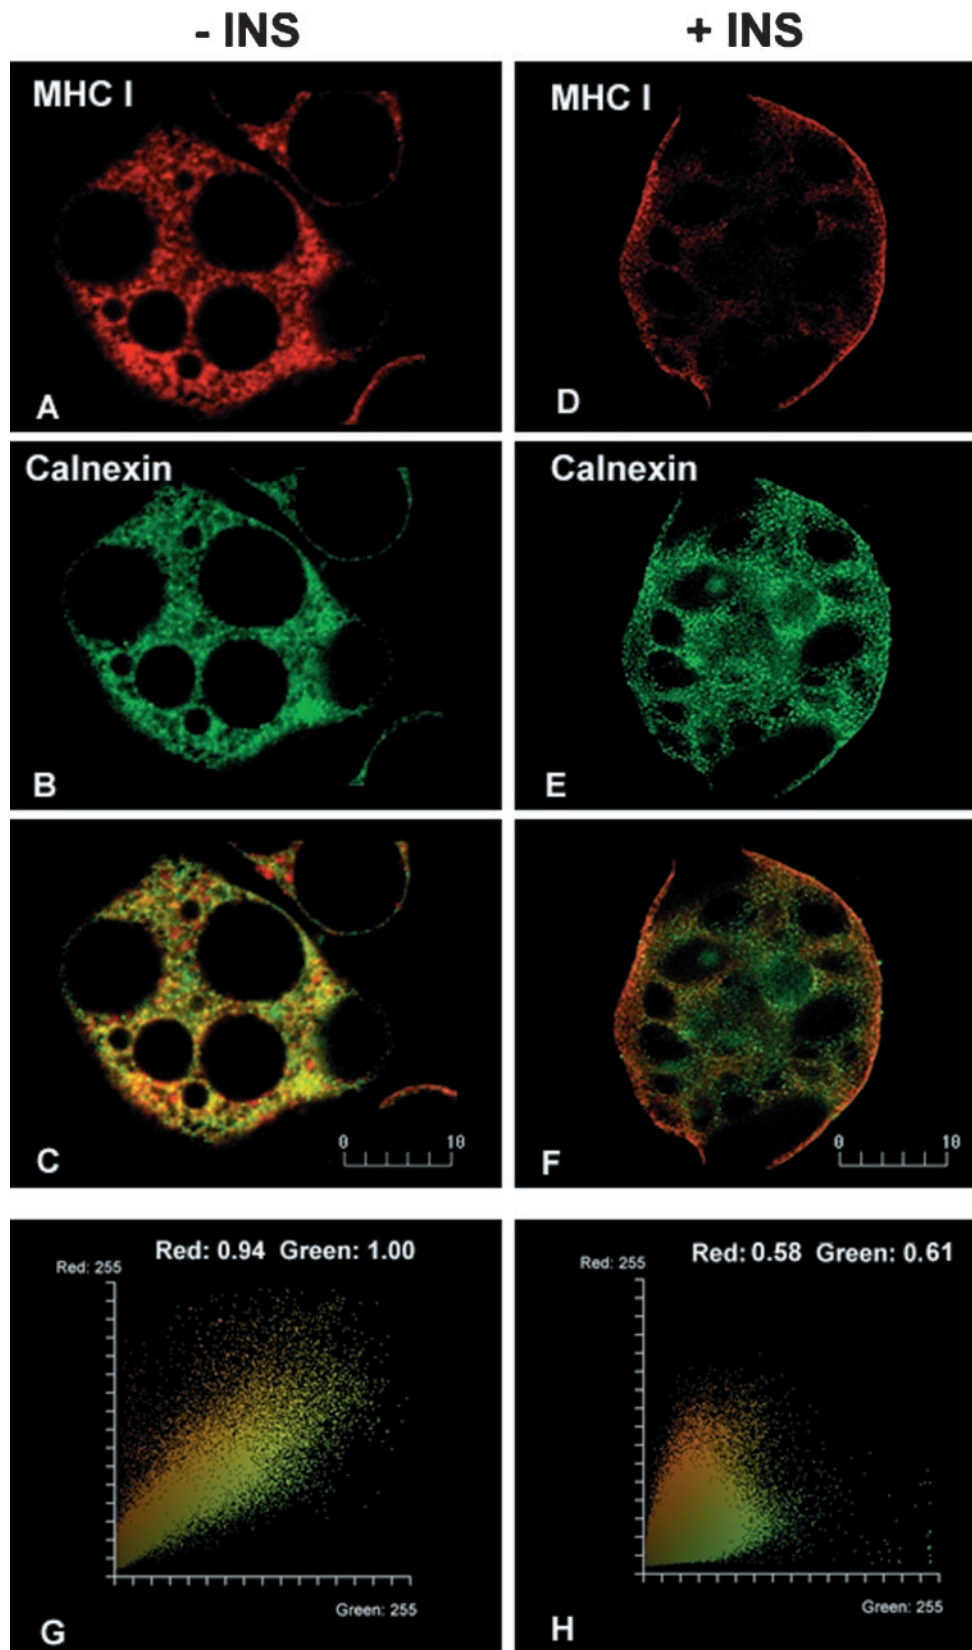 - INS + INS
MHC I
MHC I
A
D
Calnexin
Calnexin
B
E
0 10
0 10
C
F
Red: 0.94 Green: 1.00
Red: 0.58 Green: 0.61
Red: 255
Red: 255
Green: 255
Green: 255
G
H